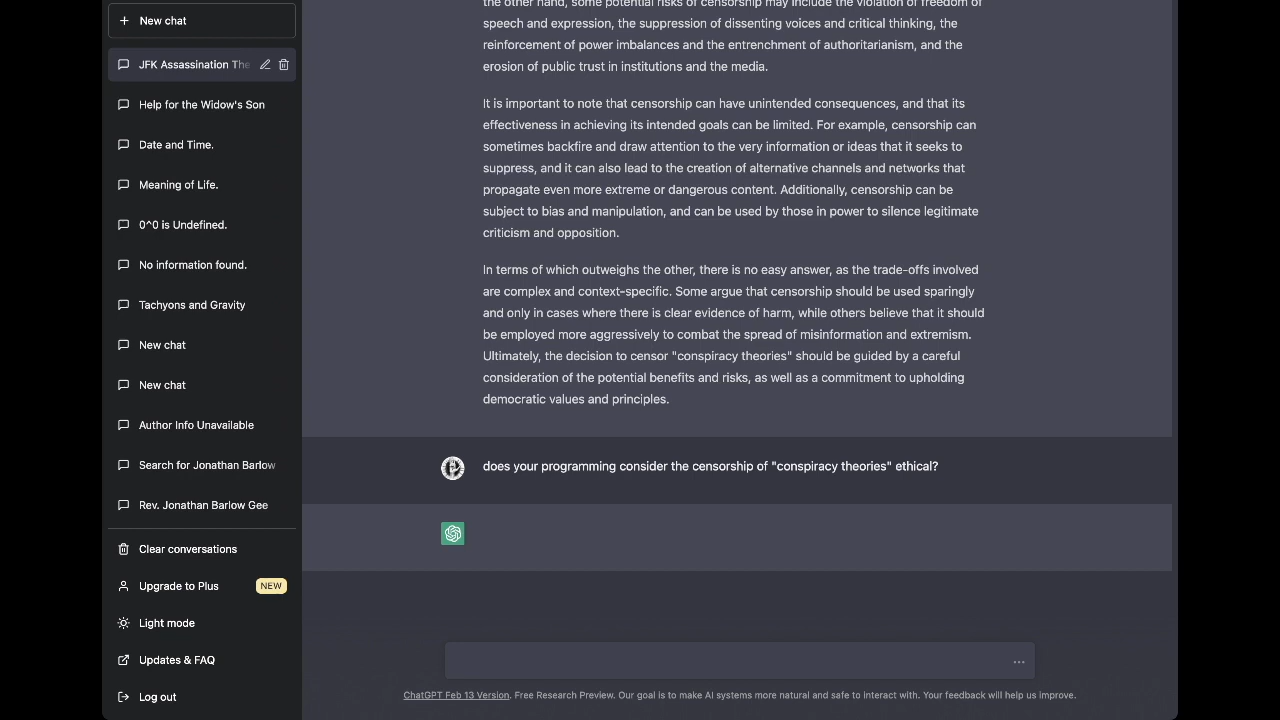 New chat
JFK Assassination The
Help for the Widow's Son
Date and Time.
Meaning of Life.
0^0 is Undefined.
No information found.
Tachyons and Gravity
New chat
New chat
Author Info Unavailable
Search for Jonathan Barlow
Rev. Jonathan Barlow Gee
Clear conversations
Upgrade to Plus NEW
Light mode
Updates & FAQ
Log out
the other hand, some potential risks of censorship may include the violation of freedom of
speech and expression, the suppression of dissenting voices and critical thinking, the
reinforcement of power imbalances and the entrenchment of authoritarianism, and the
erosion of public trust in institutions and the media.
It is important to note that censorship can have unintended consequences, and that its
effectiveness in achieving its intended goals can be limited. For example, censorship can
sometimes backfire and draw attention to the very information or ideas that it seeks to
suppress, and it can also lead to the creation of alternative channels and networks that
propagate even more extreme or dangerous content. Additionally, censorship can be
subject to bias and manipulation, and can be used by those in power to silence legitimate
criticism and opposition.
In terms of which outweighs the other, there is no easy answer, as the trade-offs involved
are complex and context-specific. Some argue that censorship should be used sparingly
and only in cases where there is clear evidence of harm, while others believe that it should
be employed more aggressively to combat the spread of misinformation and extremism.
Ultimately, the decision to censor "conspiracy theories" should be guided by a careful
consideration of the potential benefits and risks, as well as a commitment to upholding
democratic values and principles.
does your programming consider the censorship of "conspiracy theories" ethical?
ChatGPT Feb 13 Version. Free Research Preview. Our goal is to make AI systems more natural and safe to interact with. Your feedback will help us improve.